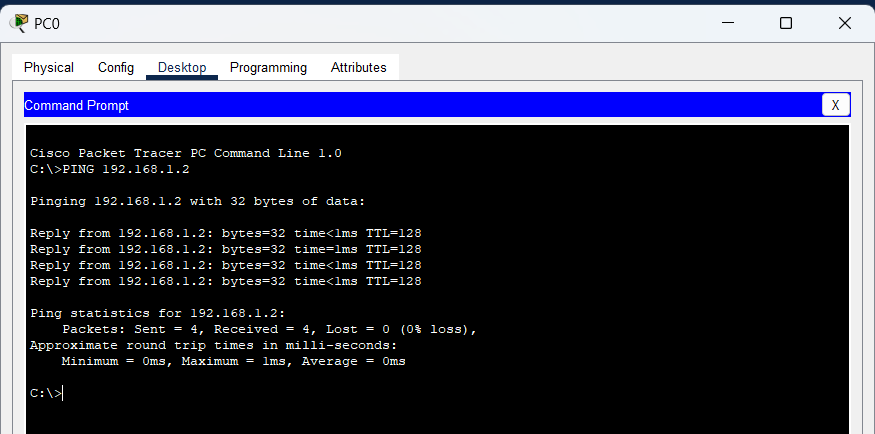 PC0
Physical Config Desktop Programming Attributes
Command Prompt X
Cisco Packet Tracer PC Command Line 1.0
C:\>PING 192.168.1.2
Pinging 192.168.1.2 with 32 bytes of data:
Reply from 192.168.1.2: bytes=32 time<1ms TTL=128
Reply from 192.168.1.2: bytes=32 time=1ms TTL=128
Reply from 192.168.1.2: bytes=32 time<1ms TTL=128
Reply from 192.168.1.2: bytes=32 time<1ms TTL=128
Ping statistics for 192.168.1.2:
Packets: Sent = 4, Received = 4, Lost = 0 (0% loss),
Approximate round trip times in milli-seconds:
Minimum = 0ms, Maximum = 1ms, Average = 0ms
C:\>